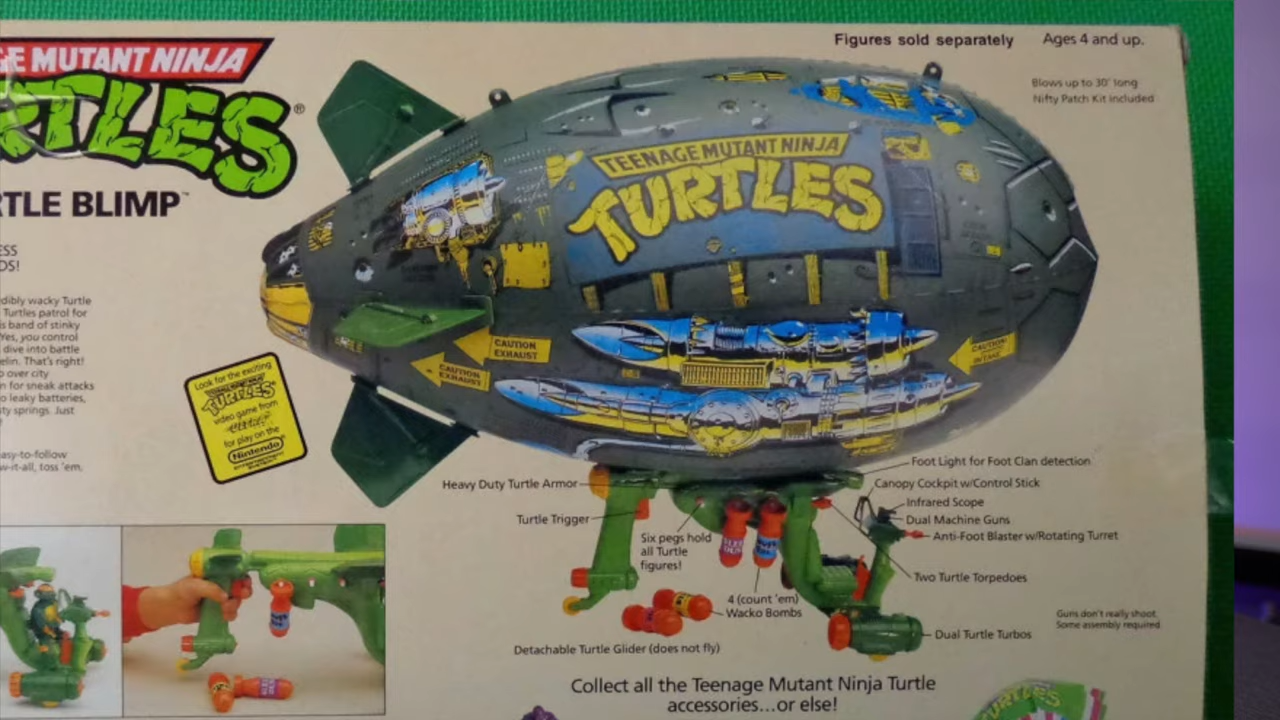 GE MUTANT NINJA
RTLES®
RTLE BLIMP™
ESS
DS!
dibly wacky Turtle
Turtles patrol for
is band of stinky
Yes, you control
dive into battle
elin. That's right!
o over city
n for sneak attacks
o leaky batteries,
sty springs. Just
asy-to-follow
w-it-all, toss 'em.
Figures sold separately
Ages 4 and up.
Blows up to 30" long
Nifty Patch Kit included
TEENAGE MUTANT NINJA
TURTLES
CAUTION
EXHAUST
CAUTION
EXHAUST
CAUTION
INTAKE
Look for the exciting
TURTLES
video game from
for play on the
Nintendo
Heavy Duty Turtle Armor
Turtle Trigger
Six pegs hold
all Turtle
figures!
4 (count 'em)
Wacko Bombs
Detachable Turtle Glider (does not fly)
Foot Light for Foot Clan detection
Canopy Cockpit w/Control Stick
Infrared Scope
Dual Machine Guns
Anti-Foot Blaster w/Rotating Turret
Two Turtle Torpedoes
Dual Turtle Turbos
Guns don't really shoot.
Some assembly required.
Collect all the Teenage Mutant Ninja Turtle
accessories...or else!